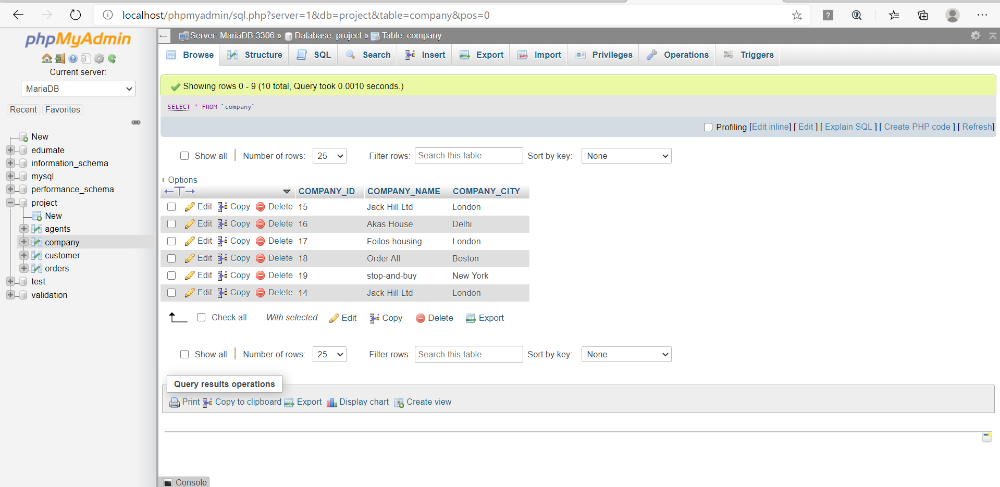 localhost/phpmyadmin/sql.php?server=1&db=project&table=company&pos=0
phpMyAdmin
Current server:
MariaDB
Recent Favorites
New
edumate
information_schema
mysql
performance_schema
project
New
agents
company
customer
orders
test
validation
Server: MariaDB:3306 » Database: project » Table: company
Browse Structure SQL Search Insert Export Import Privileges Operations Triggers
Showing rows 0 - 9 (10 total, Query took 0.0010 seconds.)
SELECT * FROM `company`
Profiling [Edit inline] [ Edit ] [ Explain SQL ] [ Create PHP code ] [ Refresh]
Show all Number of rows: 25 Filter rows: Search this table Sort by key: None
+ Options
COMPANY_ID COMPANY_NAME COMPANY_CITY
Edit Copy Delete 15 Jack Hill Ltd London
Edit Copy Delete 16 Akas House Delhi
Edit Copy Delete 17 Foilos housing. London
Edit Copy Delete 18 Order All Boston
Edit Copy Delete 19 stop-and-buy New York
Edit Copy Delete 14 Jack Hill Ltd London
Check all With selected: Edit Copy Delete Export
Show all Number of rows: 25 Filter rows: Search this table Sort by key: None
Query results operations
Print Copy to clipboard Export Display chart Create view
Console